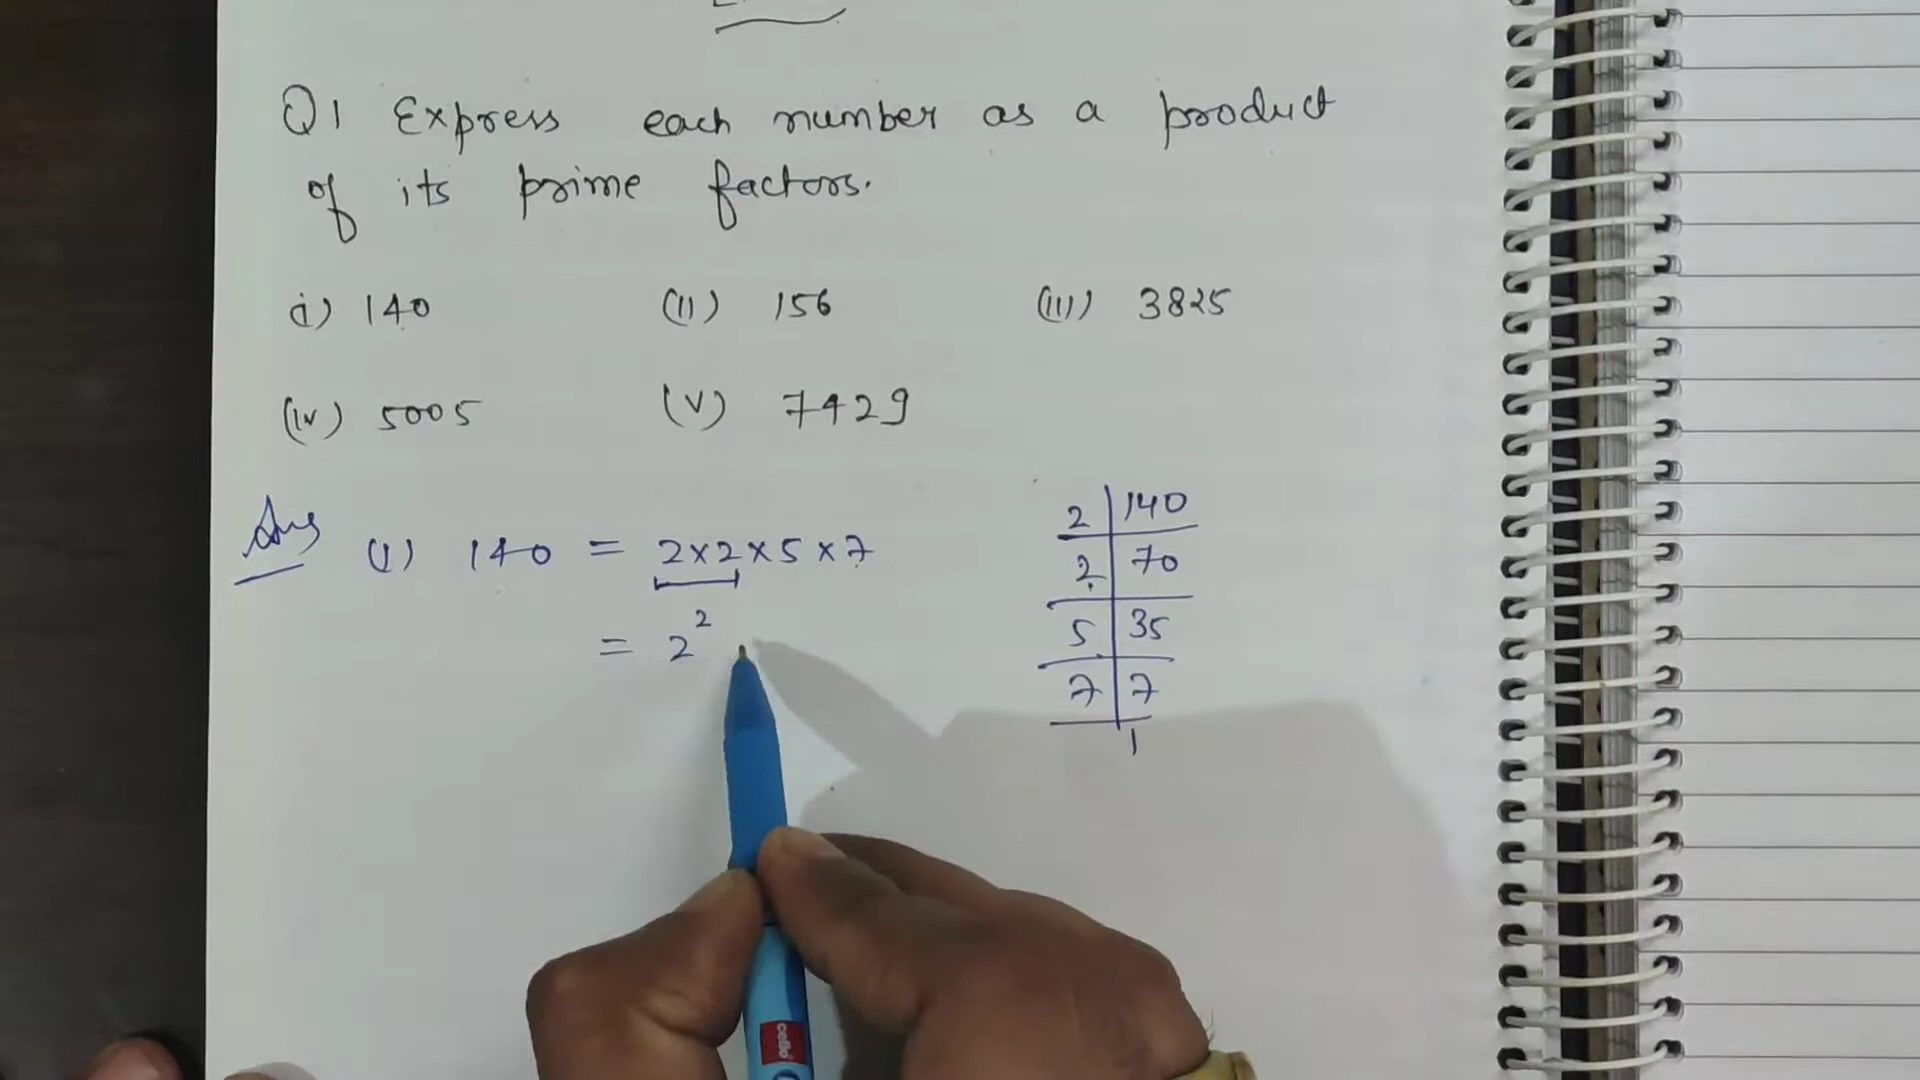 Q1 Express each number as a product
of its prime factors.
i) 140 (II) 156 (III) 3825
(iv) 5005 (V) 7429
Ans (I) 140 = 2×2×5×7
= 2²
2 | 140
2 | 70
5 | 35
7 | 7
1
cello